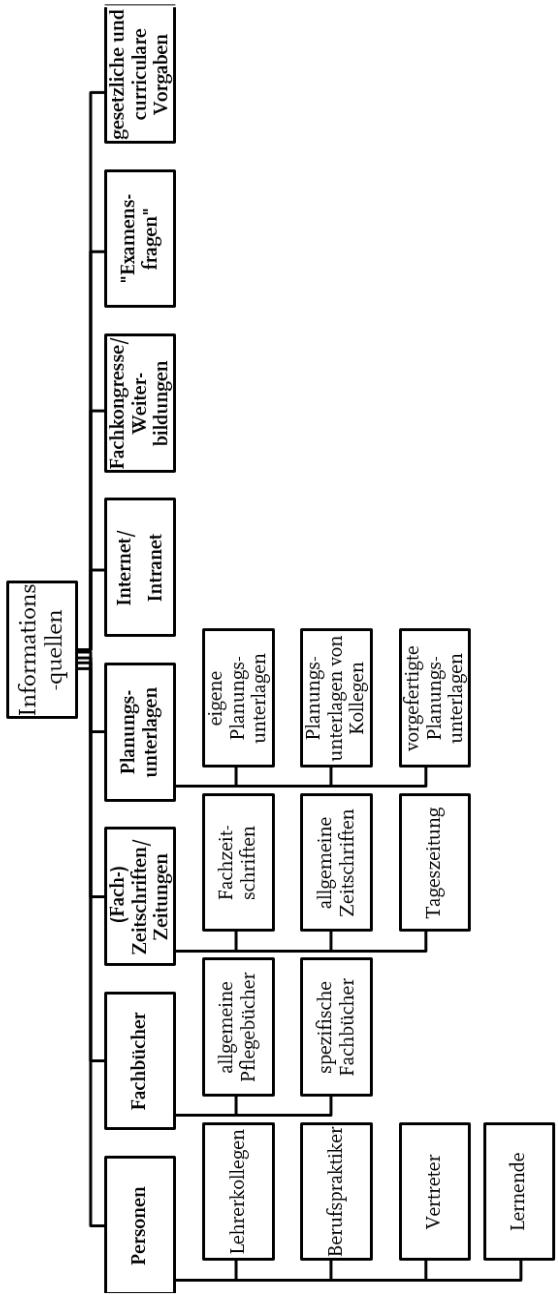 Informations
-quellen
Personen
Lehrerkollegen
Berufspraktiker
Vertreter
Lernende
Fachbücher
allgemeine
Pflegebücher
spezifische
Fachbücher
(Fach-)
Zeitschriften/
Zeitungen
Fachzeit-
schriften
allgemeine
Zeitschriften
Tageszeitung
Planungs-
unterlagen
eigene
Planungs-
unterlagen
Planungs-
unterlagen von
Kollegen
vorgefertigte
Planungs-
unterlagen
Internet/
Intranet
Fachkongresse/
Weiter-
bildungen
"Examens-
fragen"
gesetzliche und
curriculare
Vorgaben